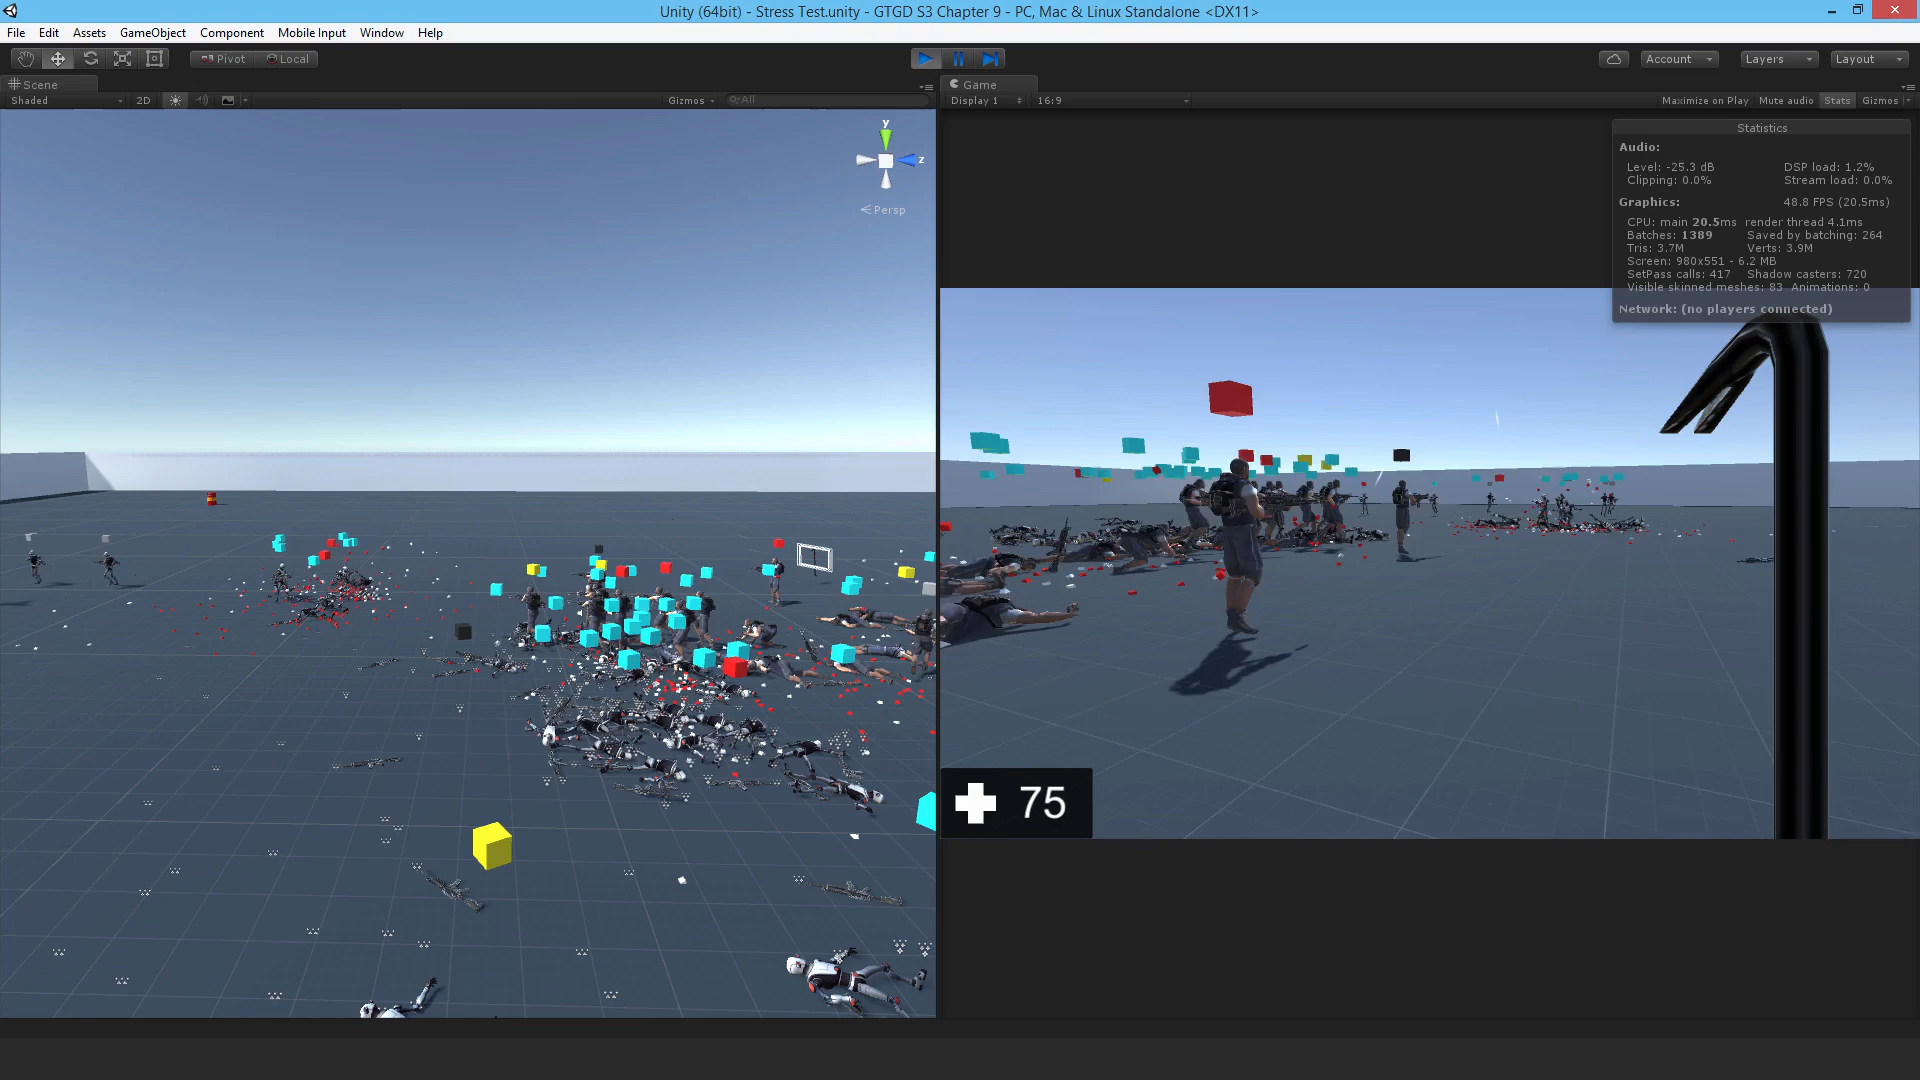 Unity (64bit) - Stress Test.unity - GTGD S3 Chapter 9 - PC, Mac & Linux Standalone <DX11>
File Edit Assets GameObject Component Mobile Input Window Help
Pivot Local Account Layers Layout
Scene
Shaded 2D Gizmos All
y
z
Persp
Game
Display 1 16:9 Maximize on Play Mute audio Stats Gizmos
Statistics
Audio:
Level: -25.3 dB DSP load: 1.2%
Clipping: 0.0% Stream load: 0.0%
Graphics: 48.8 FPS (20.5ms)
CPU: main 20.5ms render thread 4.1ms
Batches: 1389 Saved by batching: 264
Tris: 3.7M Verts: 3.9M
Screen: 980x551 - 6.2 MB
SetPass calls: 417 Shadow casters: 720
Visible skinned meshes: 83 Animations: 0
Network: (no players connected)
75